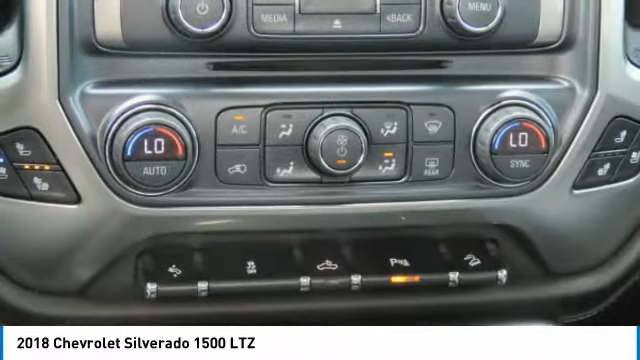 MENU
MEDIA
<BACK
LO
A/C
LO
AUTO
REAR
SYNC
P
2018 Chevrolet Silverado 1500 LTZ